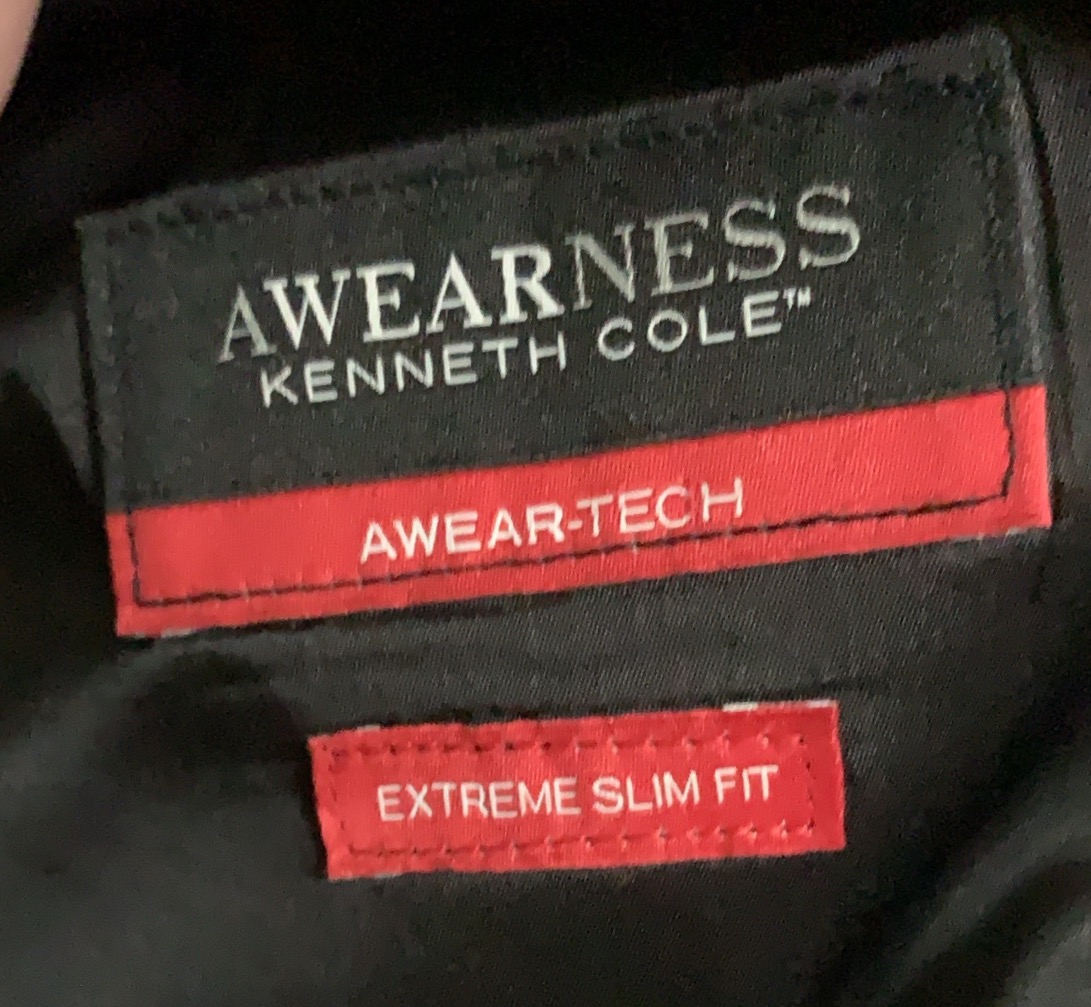 AWEARNESS
KENNETH COLE™
AWEAR-TECH
EXTREME SLIM FIT